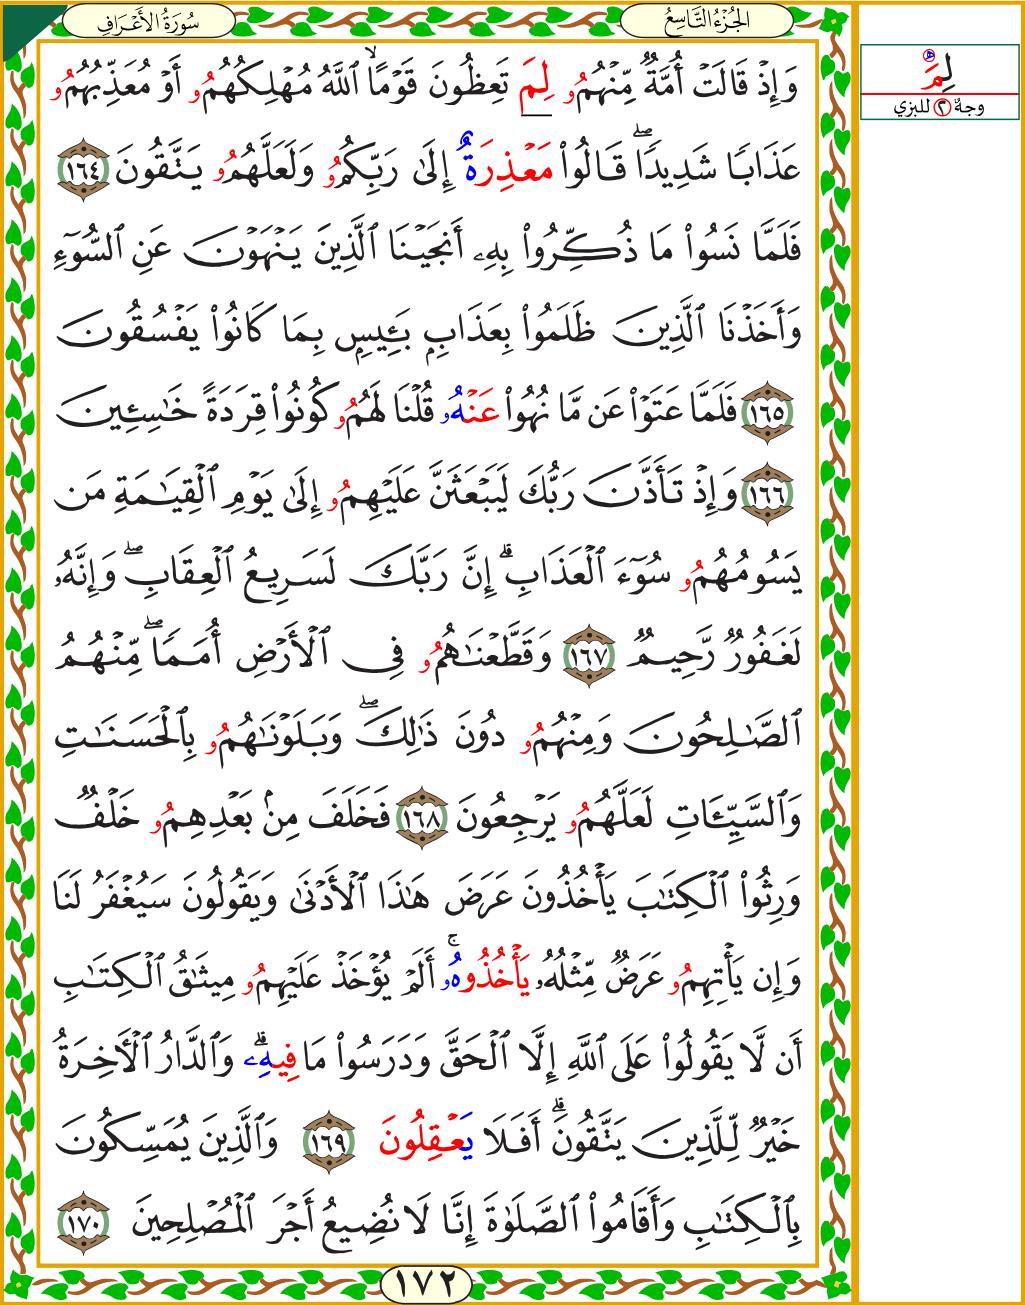 الجُزْءُ التَّاسِعُ
سُورَةُ الأَعْرَافِ
وَإِذْ قَالَتْ أُمَّةٌ مِّنْهُمُۥ لِمَ تَعِظُونَ قَوْمًا ۙ ٱللَّهُ مُهْلِكُهُمُۥ أَوْ مُعَذِّبُهُمُۥ
عَذَابًا شَدِيدًا ۖ قَالُوا۟ مَعْذِرَةٌ إِلَىٰ رَبِّكُمُۥ وَلَعَلَّهُمُۥ يَتَّقُونَ ١٦٤
فَلَمَّا نَسُوا۟ مَا ذُكِّرُوا۟ بِهِۦ أَنجَيْنَا ٱلَّذِينَ يَنْهَوْنَ عَنِ ٱلسُّوٓءِ
وَأَخَذْنَا ٱلَّذِينَ ظَلَمُوا۟ بِعَذَابٍۭ بَـِٔيسٍۭ بِمَا كَانُوا۟ يَفْسُقُونَ
١٦٥ فَلَمَّا عَتَوْا۟ عَن مَّا نُهُوا۟ عَنْهُۥ قُلْنَا لَهُمُۥ كُونُوا۟ قِرَدَةً خَـٰسِـِٔينَ
١٦٦ وَإِذْ تَأَذَّنَ رَبُّكَ لَيَبْعَثَنَّ عَلَيْهِمُۥ إِلَىٰ يَوْمِ ٱلْقِيَـٰمَةِ مَن
يَسُومُهُمُۥ سُوٓءَ ٱلْعَذَابِ ۗ إِنَّ رَبَّكَ لَسَرِيعُ ٱلْعِقَابِ ۖ وَإِنَّهُۥ
لَغَفُورٌ رَّحِيمٌ ١٦٧ وَقَطَّعْنَـٰهُمُۥ فِى ٱلْأَرْضِ أُمَمًا ۖ مِّنْهُمُ
ٱلصَّـٰلِحُونَ وَمِنْهُمُۥ دُونَ ذَٰلِكَ ۖ وَبَلَوْنَـٰهُمُۥ بِٱلْحَسَنَـٰتِ
وَٱلسَّيِّـَٔاتِ لَعَلَّهُمُۥ يَرْجِعُونَ ١٦٨ فَخَلَفَ مِنۢ بَعْدِهِمُۥ خَلْفٌ
وَرِثُوا۟ ٱلْكِتَـٰبَ يَأْخُذُونَ عَرَضَ هَـٰذَا ٱلْأَدْنَىٰ وَيَقُولُونَ سَيُغْفَرُ لَنَا
وَإِن يَأْتِهِمُۥ عَرَضٌ مِّثْلُهُۥ يَأْخُذُوهُۥ ۚ أَلَمْ يُؤْخَذْ عَلَيْهِمُۥ مِيثَـٰقُ ٱلْكِتَـٰبِ
أَن لَّا يَقُولُوا۟ عَلَى ٱللَّهِ إِلَّا ٱلْحَقَّ وَدَرَسُوا۟ مَا فِيهِۦ ۗ وَٱلدَّارُ ٱلْـَٔاخِرَةُ
خَيْرٌ لِّلَّذِينَ يَتَّقُونَ ۗ أَفَلَا يَعْقِلُونَ ١٦٩ وَٱلَّذِينَ يُمَسِّكُونَ
بِٱلْكِتَـٰبِ وَأَقَامُوا۟ ٱلصَّلَوٰةَ إِنَّا لَا نُضِيعُ أَجْرَ ٱلْمُصْلِحِينَ ١٧٠
١٧٢
لِمَ
وجهٌ ٢ للبزي